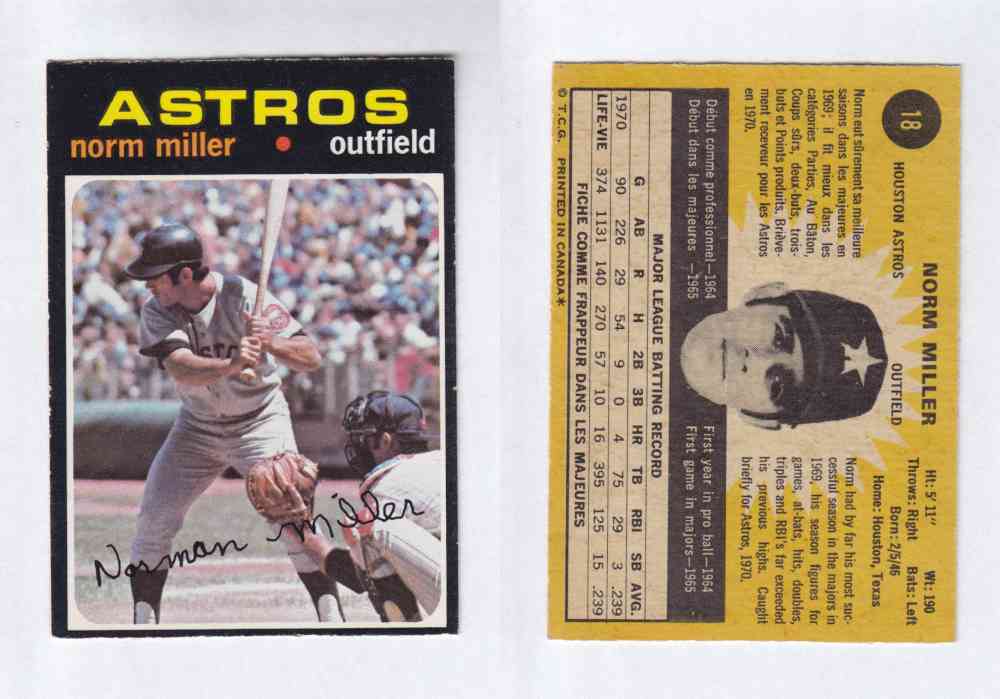 ASTROS
norm miller • outfield
STRO
Norman Miller
18
NORM MILLER
HOUSTON ASTROS OUTFIELD
Ht: 5' 11" Wt: 190
Born: 2/5/46
Throws: Right Bats: Left
Home: Houston, Texas
Norm eut sûrement sa meilleure
saisons dans les majeures en
1969; il fit mieux dans les
catégories Parties, Au Bâton,
Coups sûrs, deux-buts, trois-
buts et Points produits. Briève-
ment receveur pour les Astros
en 1970.
Norm had by far his most suc-
cessful season in the majors in
1969, his season figures for
games, at-bats, hits, doubles,
triples and RBI's far exceeded
his previous highs. Caught
briefly for Astros, 1970.
Début comme professionnel—1964
Début dans les majeures —1965
First year in pro ball—1964
First game in majors—1965
MAJOR LEAGUE BATTING RECORD
G AB R H 2B 3B HR TB RBI SB AVG
1970 90 226 29 54 9 0 4 75 29 3 .239
LIFE-VIE 374 1131 140 270 57 10 16 395 125 15 .239
FICHE COMME FRAPPEUR DANS LES MAJEURES
© T.C.G. PRINTED IN CANADA*